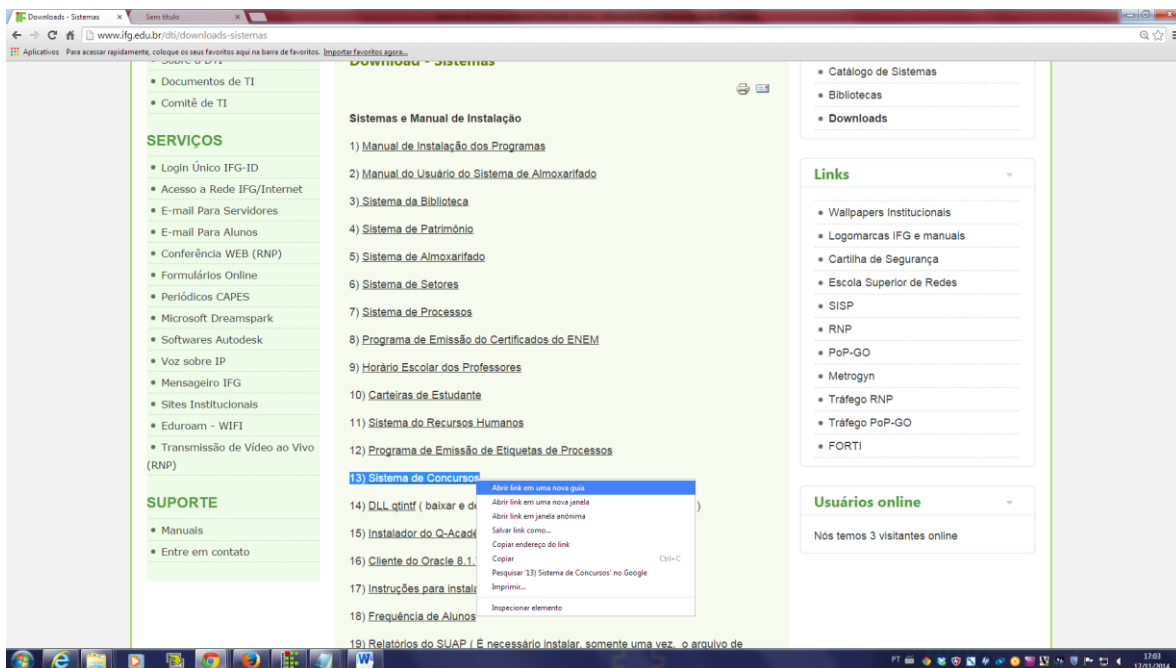 Downloads - Sistemas
Sem título
www.ifg.edu.br/dti/downloads-sistemas
Aplicativos Para acessar rapidamente, coloque os seus favoritos aqui na barra de favoritos. Importar favoritos agora...
Sobre a DTI
• Documentos de TI
• Comitê de TI
SERVIÇOS
• Login Único IFG-ID
• Acesso a Rede IFG/Internet
• E-mail Para Servidores
• E-mail Para Alunos
• Conferência WEB (RNP)
• Formulários Online
• Periódicos CAPES
• Microsoft Dreamspark
• Softwares Autodesk
• Voz sobre IP
• Mensageiro IFG
• Sites Institucionais
• Eduroam - WIFI
• Transmissão de Vídeo ao Vivo
(RNP)
SUPORTE
• Manuais
• Entre em contato
Download - Sistemas
Sistemas e Manual de Instalação
1) Manual de Instalação dos Programas
2) Manual do Usuário do Sistema de Almoxarifado
3) Sistema da Biblioteca
4) Sistema de Patrimônio
5) Sistema de Almoxarifado
6) Sistema de Setores
7) Sistema de Processos
8) Programa de Emissão do Certificados do ENEM
9) Horário Escolar dos Professores
10) Carteiras de Estudante
11) Sistema do Recursos Humanos
12) Programa de Emissão de Etiquetas de Processos
13) Sistema de Concursos
14) DLL qtintf ( baixar e de )
15) Instalador do Q-Acadê
16) Cliente do Oracle 8.1.
17) Instruções para instala
18) Frequência de Alunos
19) Relatórios do SUAP ( É necessário instalar, somente uma vez, o arquivo de
Abrir link em uma nova guia
Abrir link em uma nova janela
Abrir link em janela anônima
Salvar link como...
Copiar endereço do link
Copiar Ctrl+C
Pesquisar '13) Sistema de Concursos' no Google
Imprimir...
Inspecionar elemento
• Catálogo de Sistemas
• Bibliotecas
• Downloads
Links
• Wallpapers Institucionais
• Logomarcas IFG e manuais
• Cartilha de Segurança
• Escola Superior de Redes
• SISP
• RNP
• PoP-GO
• Metrogyn
• Tráfego RNP
• Tráfego PoP-GO
• FORTI
Usuários online
Nós temos 3 visitantes online
PT
17:03
17/11/2014